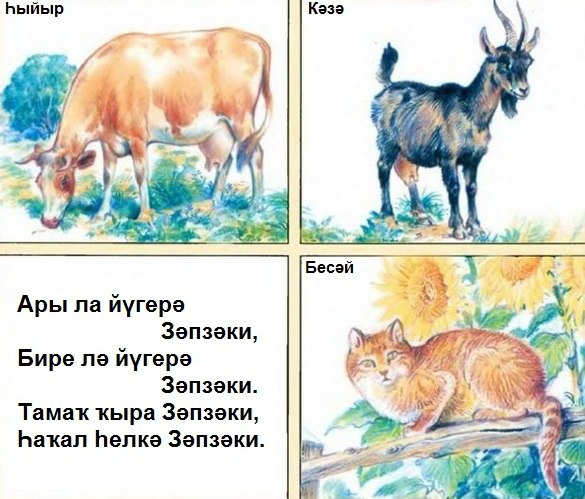 Һыйыр
Кәзә
Ары ла йүгерә
Зәпзәки,
Бире лә йүгерә
Зәпзәки.
Тамаҡ ҡыра Зәпзәки,
Һаҡал һелкә Зәпзәки.
Бесәй